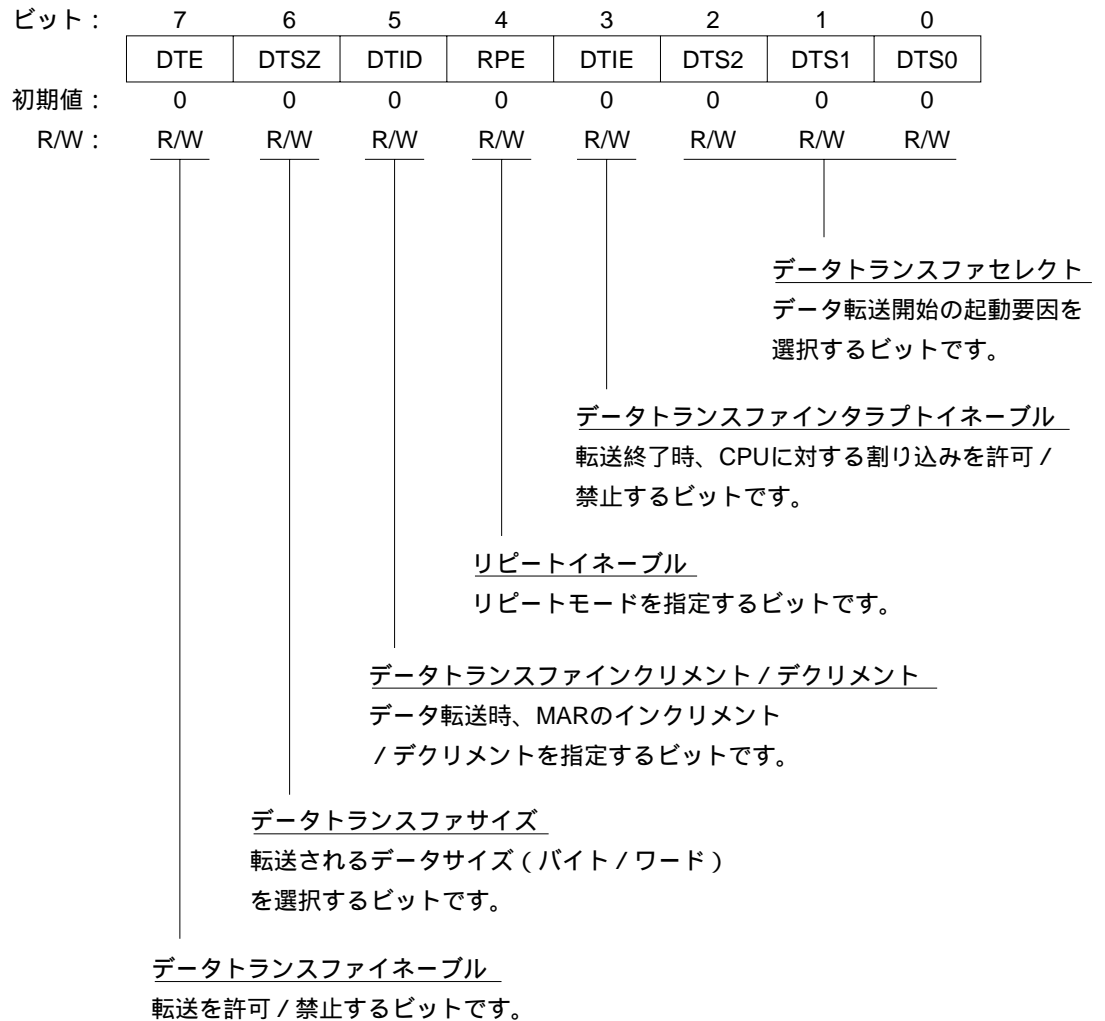 ビット： 7 6 5 4 3 2 1 0
DTE DTSZ DTID RPE DTIE DTS2 DTS1 DTS0
初期値： 0 0 0 0 0 0 0 0
R/W： R/W R/W R/W R/W R/W R/W R/W R/W
データトランスファセレクト
データ転送開始の起動要因を
選択するビットです。
データトランスファインタラプトイネーブル
転送終了時、CPUに対する割り込みを許可／
禁止するビットです。
リピートイネーブル
リピートモードを指定するビットです。
データトランスファインクリメント／デクリメント
データ転送時、MARのインクリメント
／デクリメントを指定するビットです。
データトランスファサイズ
転送されるデータサイズ（バイト／ワード）
を選択するビットです。
データトランスファイネーブル
転送を許可／禁止するビットです。